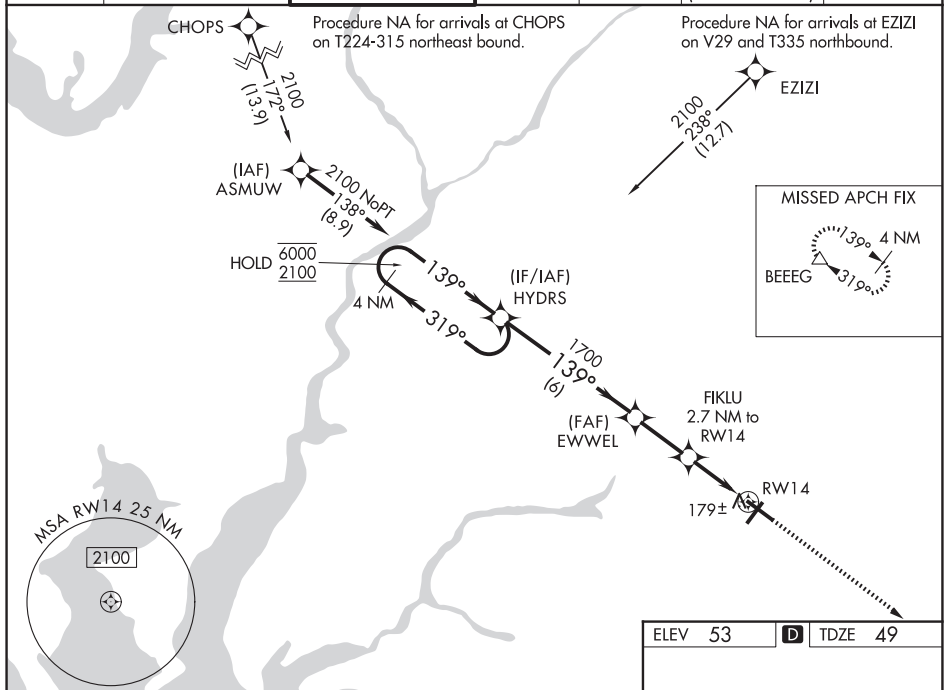 CHOPS
Procedure NA for arrivals at CHOPS
on T224-315 northeast bound.
Procedure NA for arrivals at EZIZI
on V29 and T335 northbound.
2100
172°
(13.9)
EZIZI
2100
238°
(12.7)
(IAF)
ASMUW
2100 NoPT
138°
(8.9)
MISSED APCH FIX
139°
4 NM
BEEEG
319°
HOLD
6000
2100
4 NM
139°
319°
(IF/IAF)
HYDRS
1700
139°
(6)
(FAF)
EWWEL
FIKLU
2.7 NM to
RW14
RW14
179±
MSA RW14 25 NM
2100
ELEV 53
D
TDZE 49